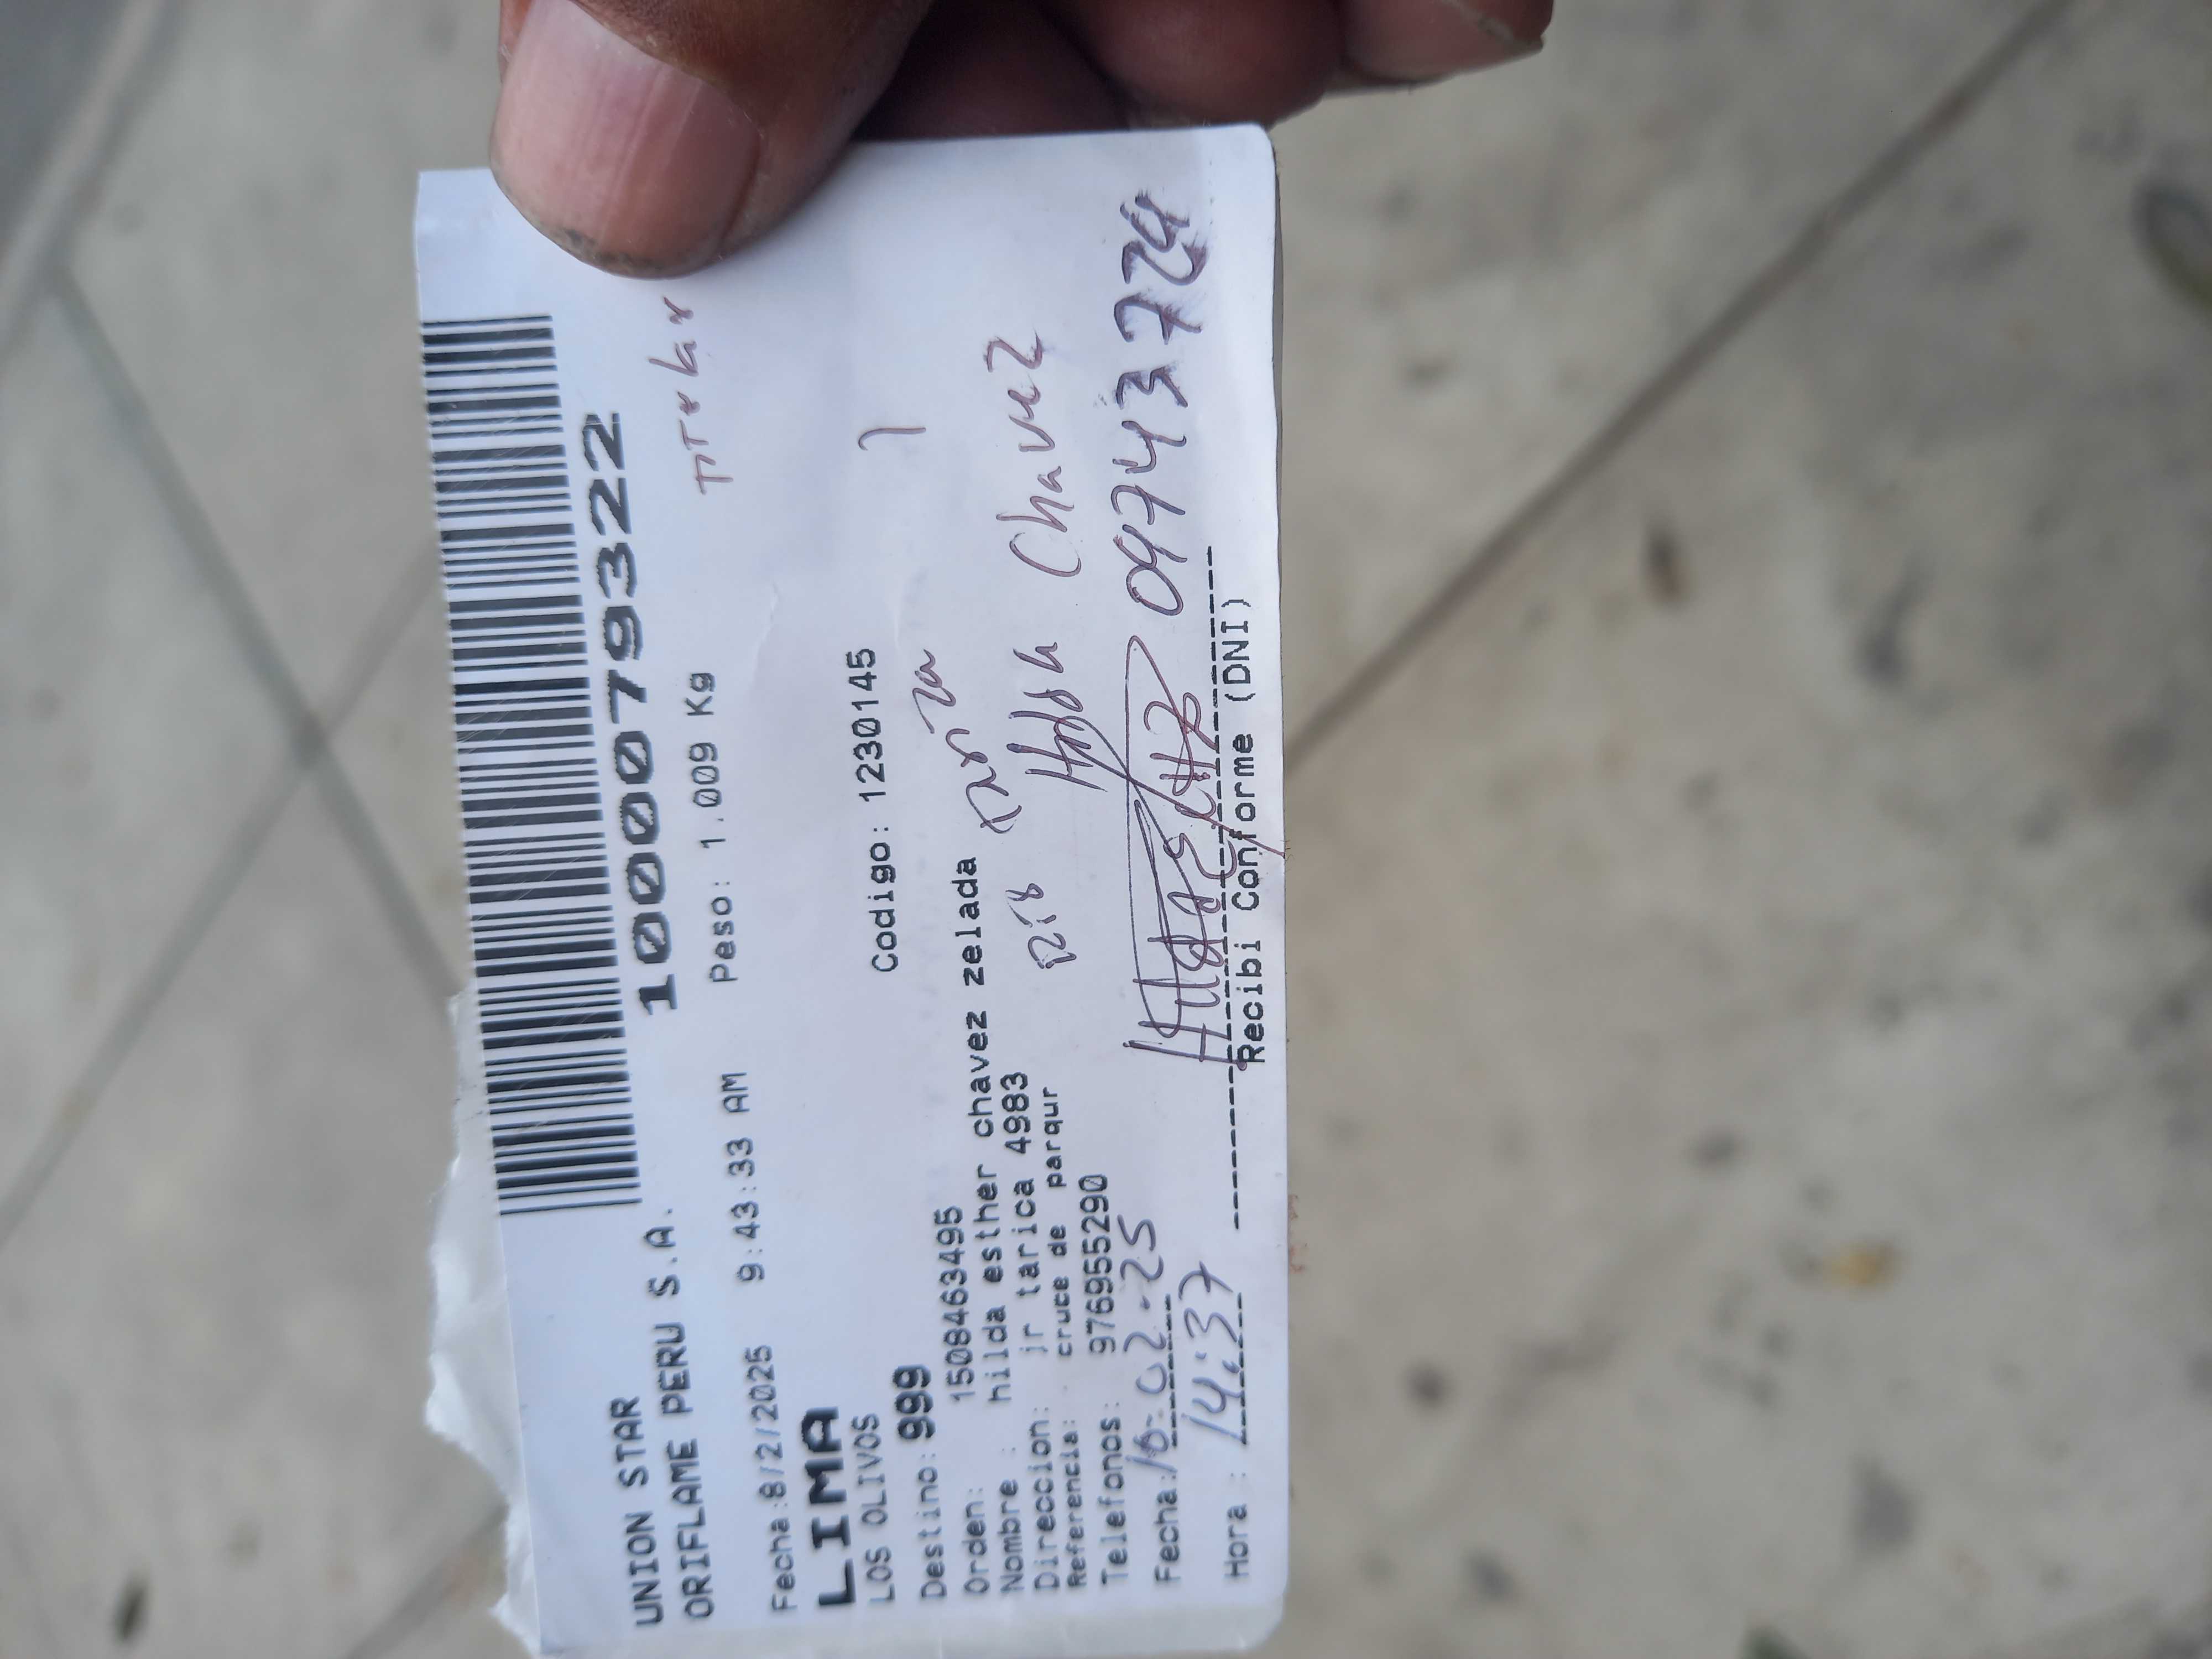 UNION STAR
ORIFLAME PERU S.A.
10000079322
Fecha:8/2/2025 9:43:33 AM Peso: 1.009 Kg
LIMA
LOS OLIVOS
Codigo: 1230145
Destino: 999
Orden: 1508463495
Nombre : hilda esther chavez zelada
Direccion: jr tarica 4983
Referencia: cruce de parqur
Telefonos: 976955290
Hilda Chavez
Fecha: 10-02-25
09743724
Hora : 14:37
Recibi Conforme (DNI)